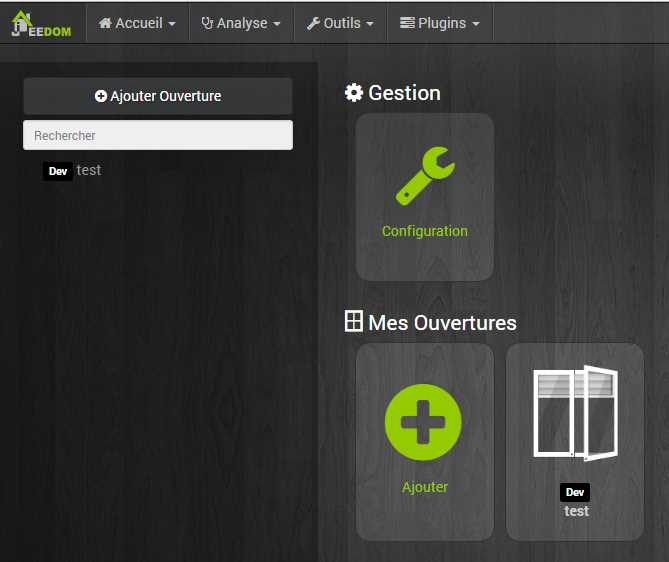 JEEDOM Accueil Analyse Outils Plugins
Ajouter Ouverture
Rechercher
Dev test
Gestion
Configuration
Mes Ouvertures
Ajouter
Dev
test